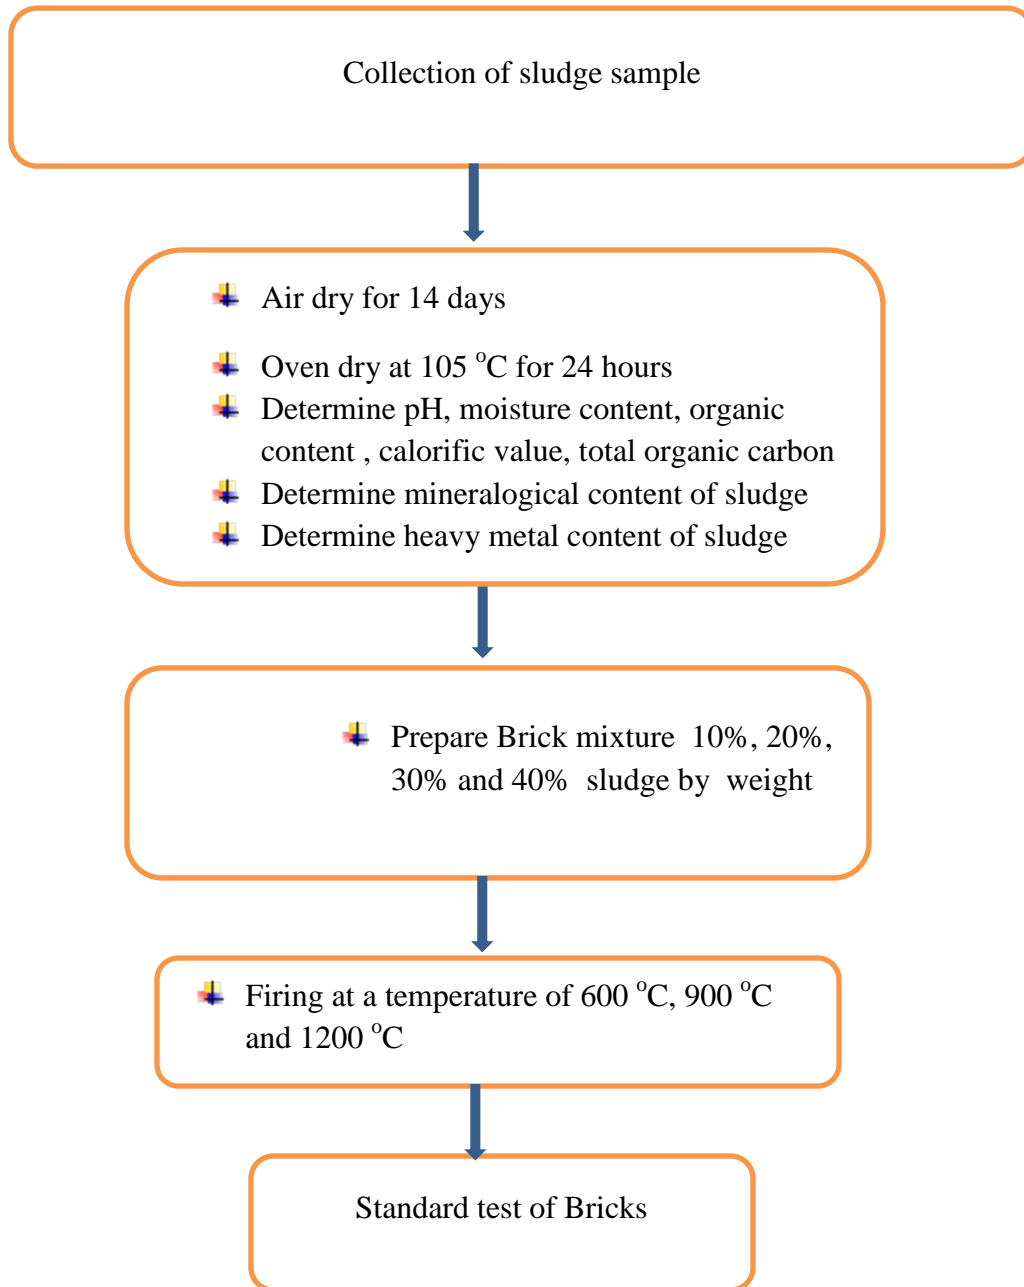 Collection of sludge sample
Air dry for 14 days
Oven dry at 105 °C for 24 hours
Determine pH, moisture content, organic
content , calorific value, total organic carbon
Determine mineralogical content of sludge
Determine heavy metal content of sludge
Prepare Brick mixture  10%, 20%,
30% and 40%  sludge by  weight
Firing at a temperature of 600 °C, 900 °C
and 1200 °C
Standard test of Bricks